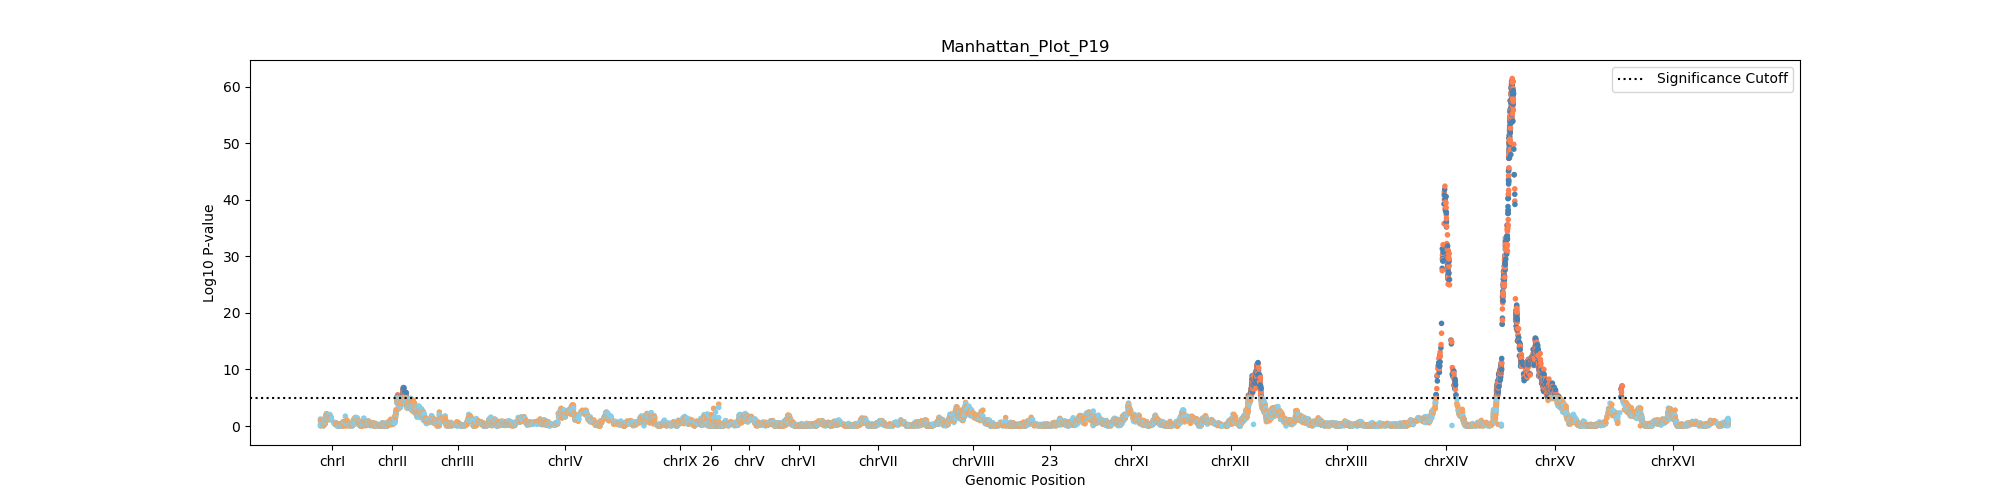 Manhattan_Plot_P19
Significance Cutoff
Log10 P-value
60
50
40
30
20
10
0
chrI chrII chrIII chrIV chrIX 26 chrV chrVI chrVII chrVIII 23 chrXI chrXII chrXIII chrXIV chrXV chrXVI
Genomic Position